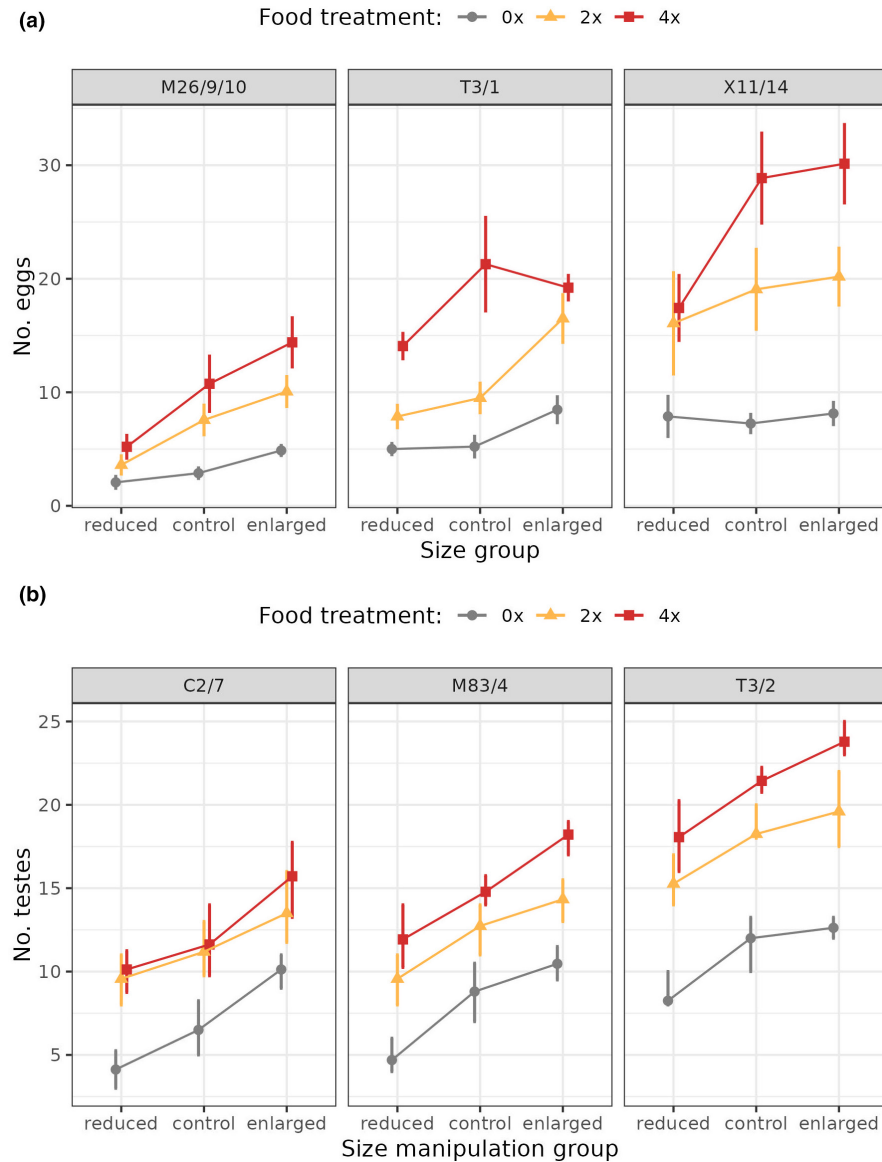 (a)
Food treatment: 0x 2x 4x
M26/9/10 T3/1 X11/14
No. eggs
30
20
10
0
reduced control enlarged reduced control enlarged reduced control enlarged
Size group
(b)
Food treatment: 0x 2x 4x
C2/7 M83/4 T3/2
No. testes
25
20
15
10
5
reduced control enlarged reduced control enlarged reduced control enlarged
Size manipulation group